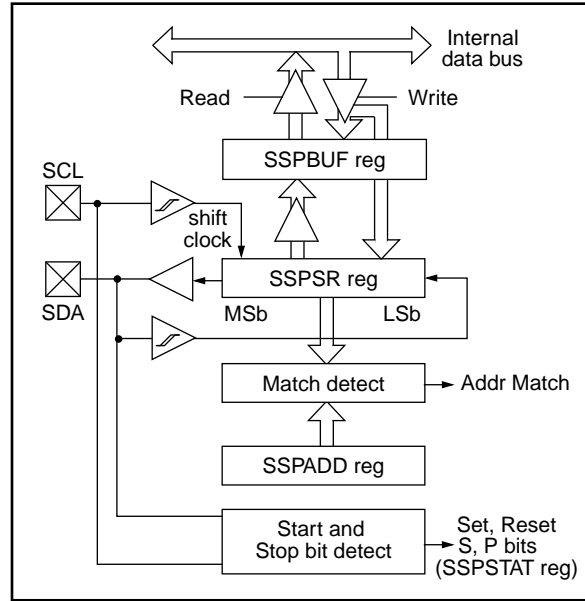 Internal
data bus
Read
Write
SSPBUF reg
SCL
shift
clock
SSPSR reg
SDA
MSb
LSb
Match detect
Addr Match
SSPADD reg
Start and
Stop bit detect
Set, Reset
S, P bits
(SSPSTAT reg)